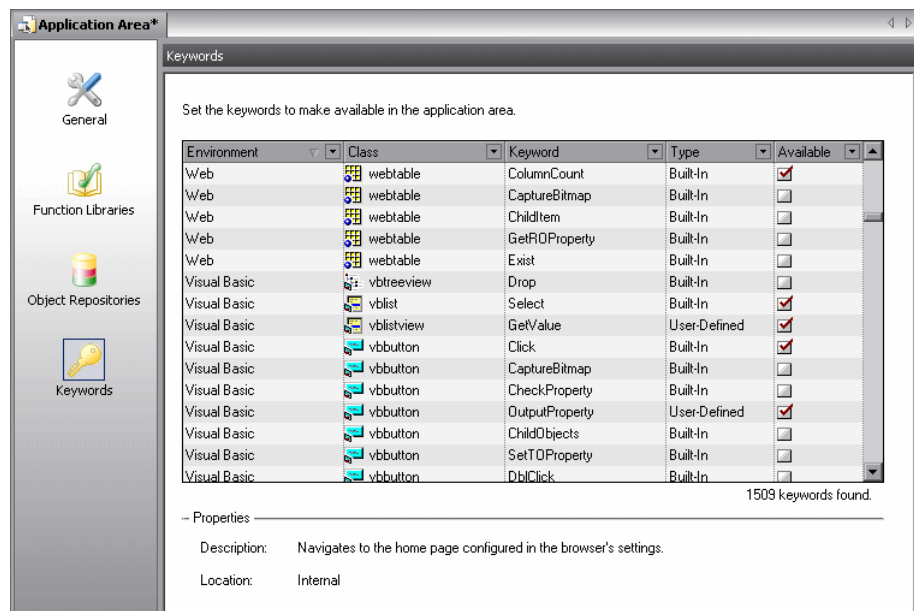 Application Area*
Keywords
General
Function Libraries
Object Repositories
Keywords
Set the keywords to make available in the application area.
Environment Class Keyword Type Available
Web webtable ColumnCount Built-In
Web webtable CaptureBitmap Built-In
Web webtable ChildItem Built-In
Web webtable GetROProperty Built-In
Web webtable Exist Built-In
Visual Basic vbtreeview Drop Built-In
Visual Basic vblist Select Built-In
Visual Basic vblistview GetValue User-Defined
Visual Basic vbbutton Click Built-In
Visual Basic vbbutton CaptureBitmap Built-In
Visual Basic vbbutton CheckProperty Built-In
Visual Basic vbbutton OutputProperty User-Defined
Visual Basic vbbutton ChildObjects Built-In
Visual Basic vbbutton SetTOProperty Built-In
Visual Basic vbbutton DblClick Built-In
1509 keywords found.
Properties
Description: Navigates to the home page configured in the browser's settings.
Location: Internal